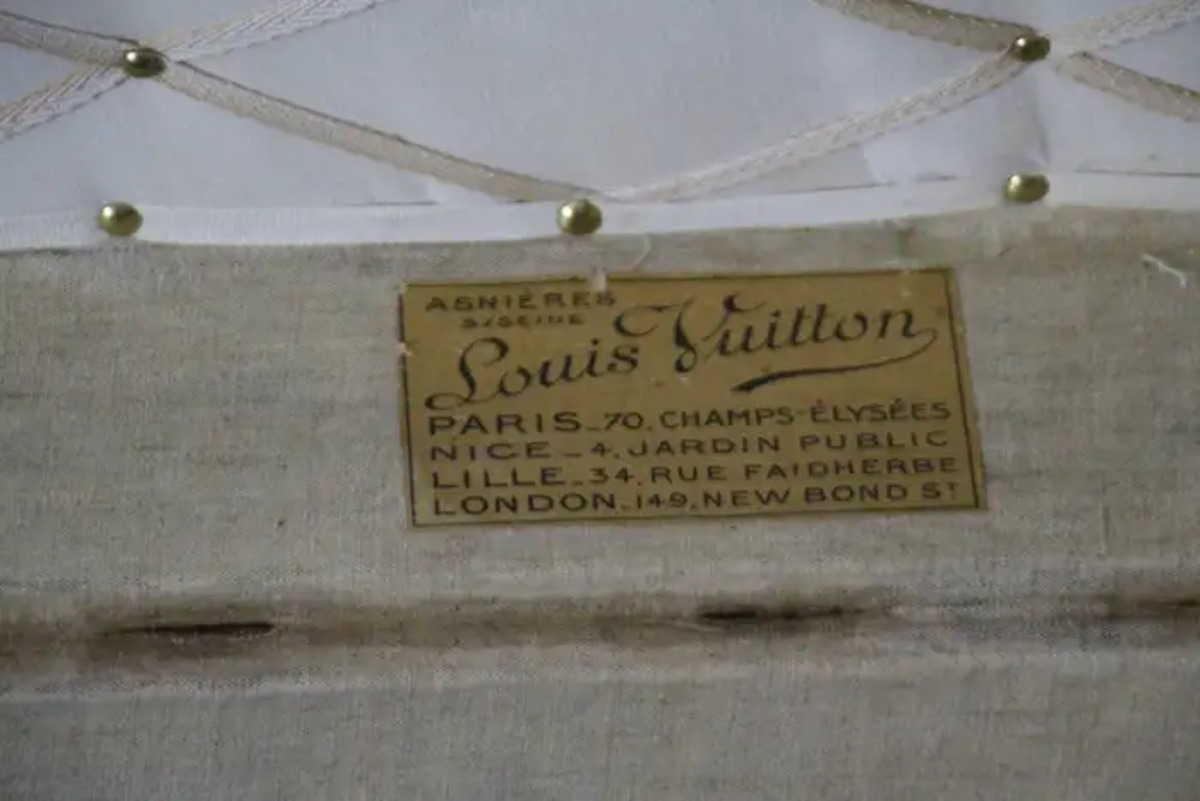 ASNIÈRES
S/SEINE
Louis Vuitton
PARIS_70, CHAMPS-ÉLYSÉES
NICE_4, JARDIN PUBLIC
LILLE_34, RUE FAIDHERBE
LONDON_149, NEW BOND ST